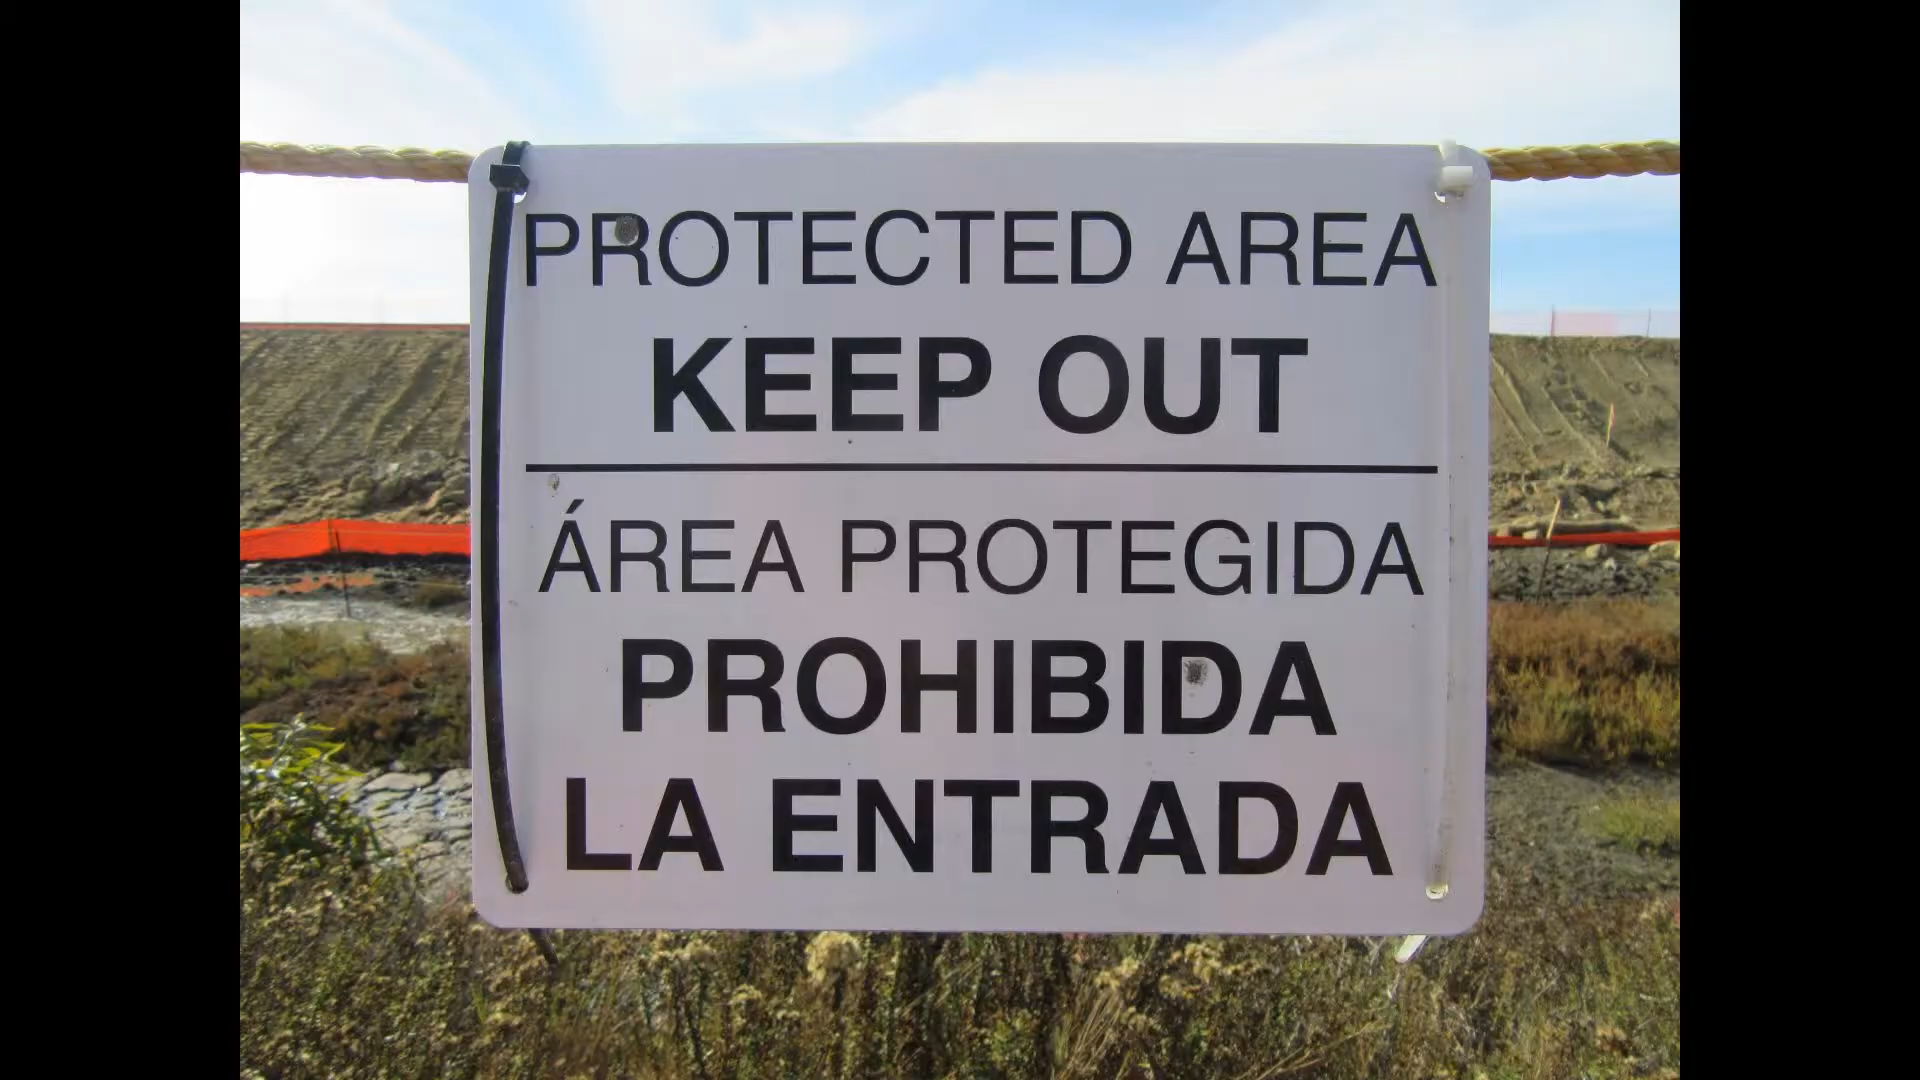 PROTECTED AREA
KEEP OUT
ÁREA PROTEGIDA
PROHIBIDA
LA ENTRADA